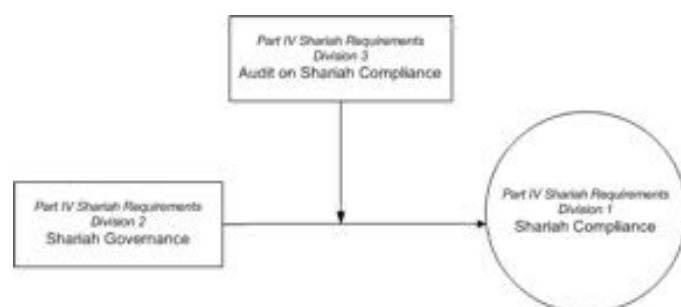 Part IV Shariah Requirements
Division 3
Audit on Shariah Compliance
Part IV Shariah Requirements
Division 2
Shariah Governance
Part IV Shariah Requirements
Division 1
Shariah Compliance